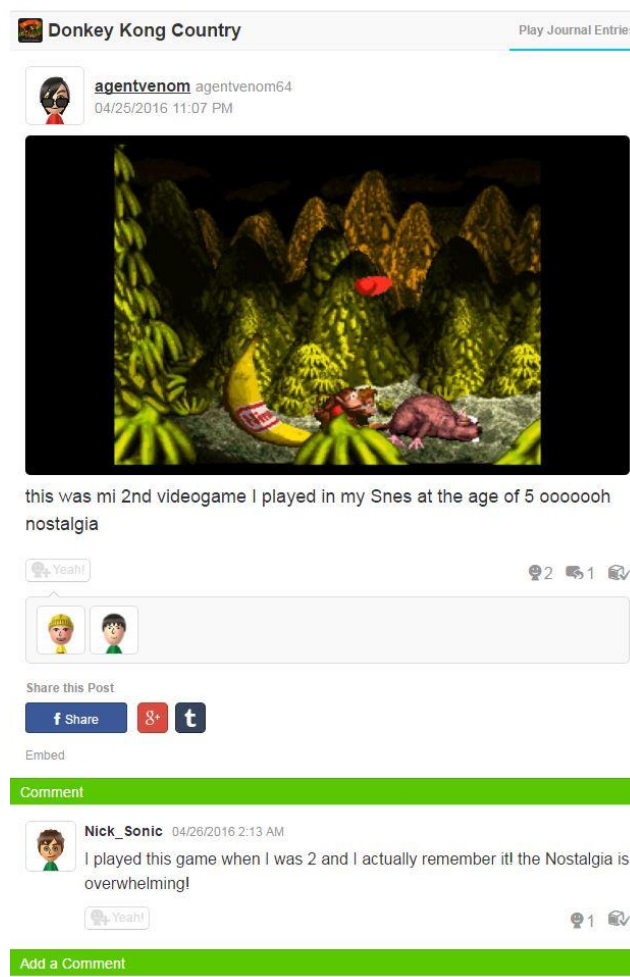 Donkey Kong Country
Play Journal Entries
agentvenom agentvenom64
04/25/2016 11:07 PM
this was mi 2nd videogame I played in my Snes at the age of 5 ooooooh
nostalgia
Yeah!
2 1
Share this Post
f Share
8+
t
Embed
Comment
Nick_Sonic 04/26/2016 2:13 AM
I played this game when I was 2 and I actually remember it! the Nostalgia is
overwhelming!
Yeah!
1
Add a Comment